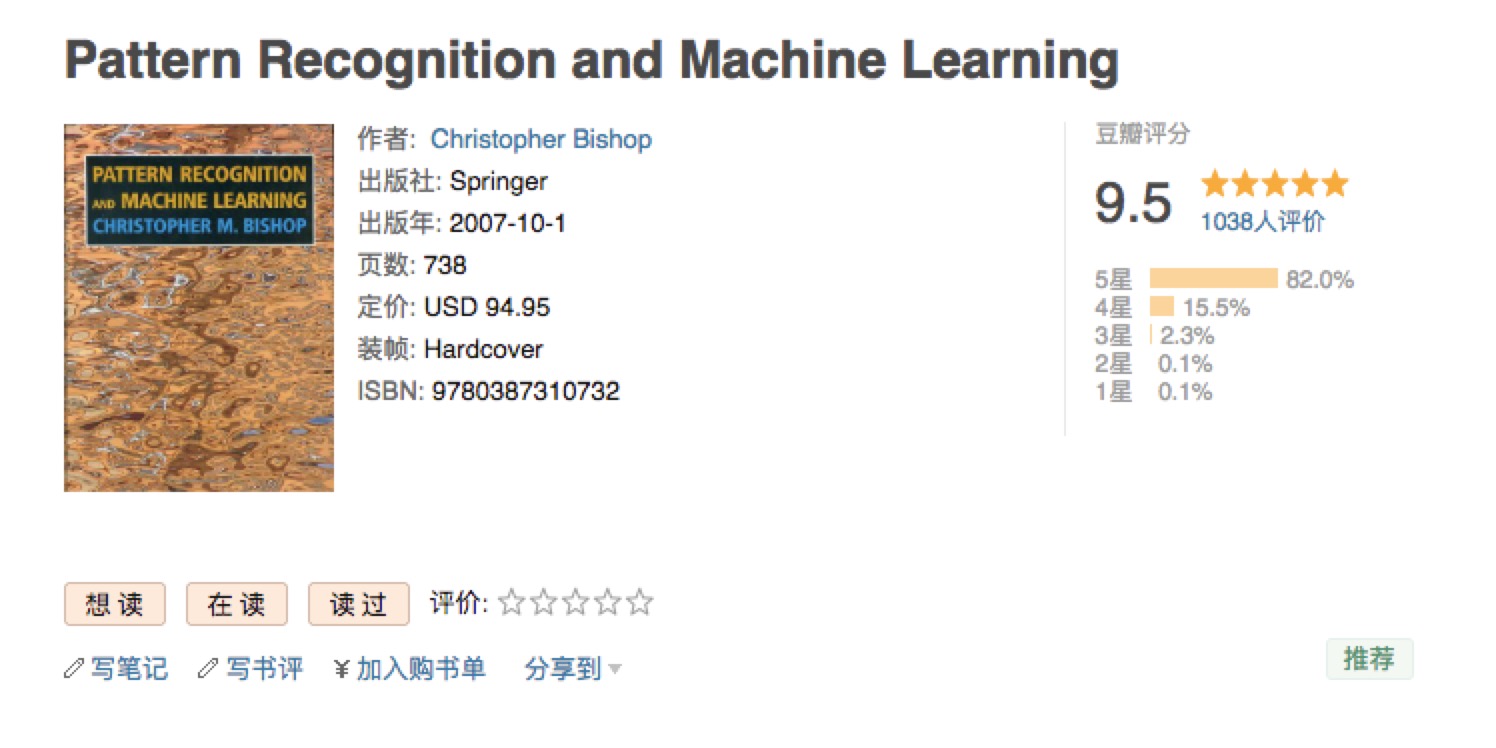 Pattern Recognition and Machine Learning
PATTERN RECOGNITION
AND MACHINE LEARNING
CHRISTOPHER M. BISHOP
作者: Christopher Bishop
出版社: Springer
出版年: 2007-10-1
页数: 738
定价: USD 94.95
装帧: Hardcover
ISBN: 9780387310732
豆瓣评分
9.5
1038人评价
5星 82.0%
4星 15.5%
3星 2.3%
2星 0.1%
1星 0.1%
想读 在读 读过 评价:
写笔记 写书评 ¥加入购书单 分享到
推荐